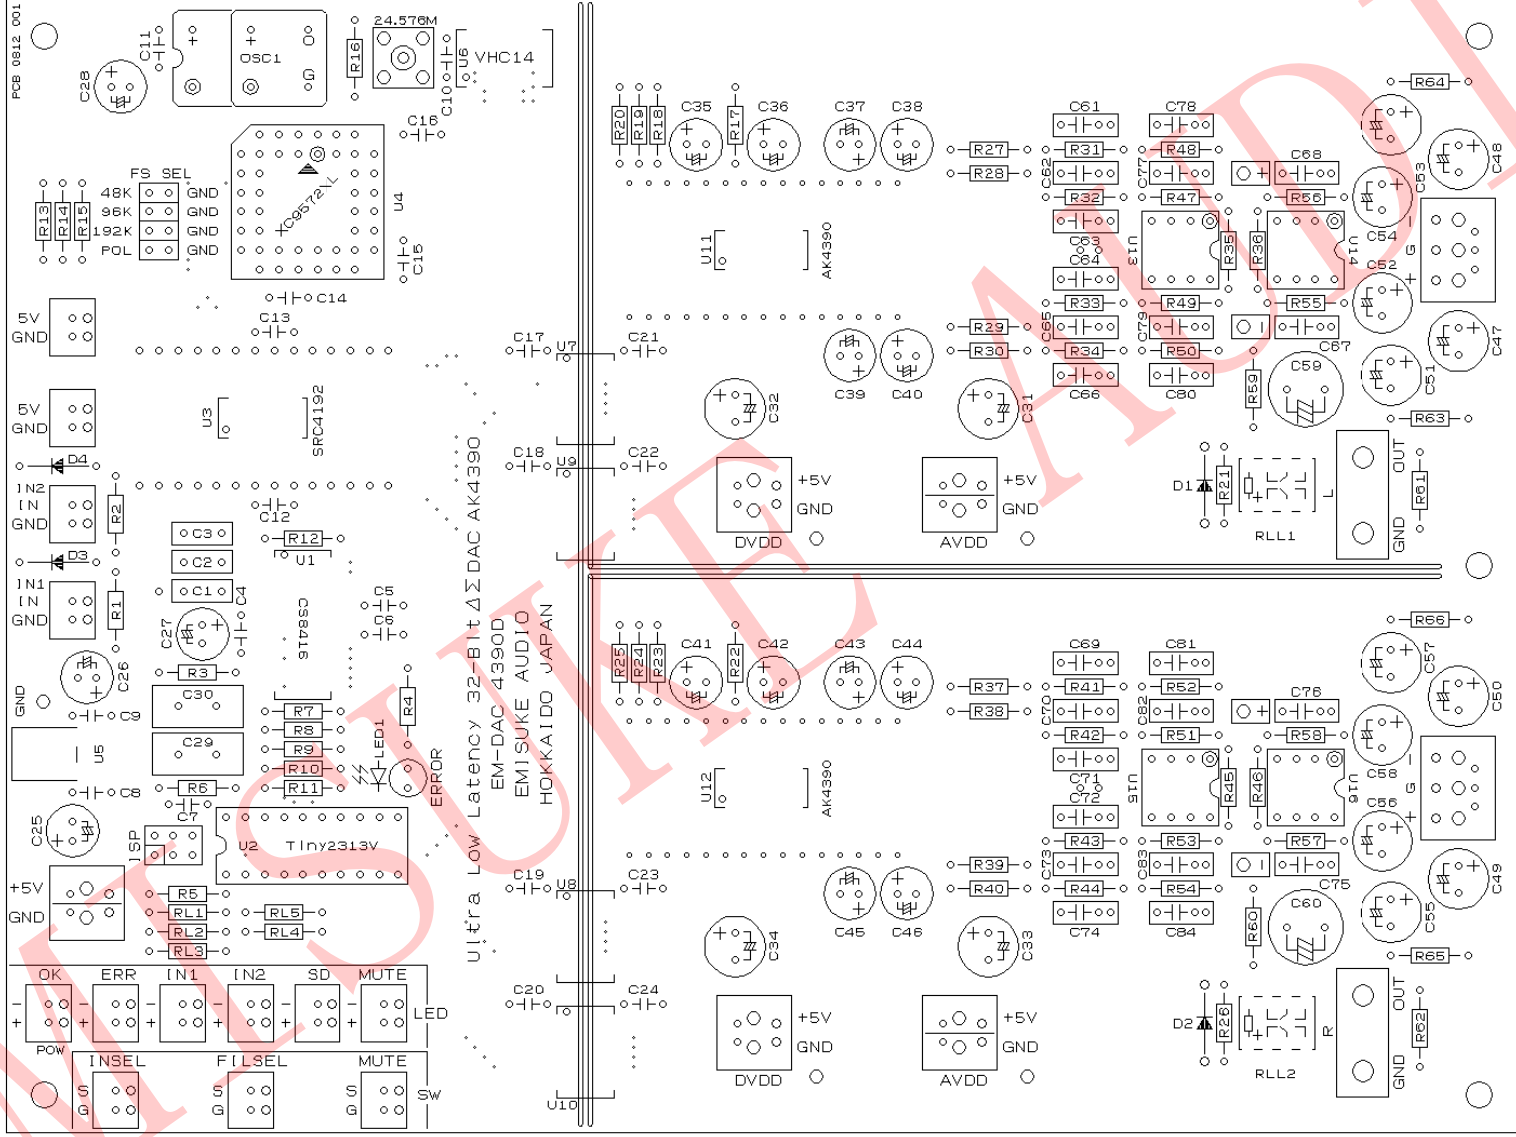 PCB 0812 001
C11
C28
OSC1
G
R16
24.576M
C10
U6
VHC14
C16
FS SEL
48K GND
96K GND
192K GND
POL GND
R13
R14
R15
C9572XL
U4
C15
C14
C13
5V
GND
5V
GND
U3
SRC4192
D4
IN2
IN
GND
R2
C12
D3
IN1
IN
GND
R1
C3
C2
C1
R12
U1
CS8416
C4
C27
C5
C6
C26
R3
GND
C30
C9
C29
U5
R7
R8
R9
R10
R11
R4
LED1
ERROR
C8
R6
C7
C25
ISP
U2
TIny2313V
+5V
GND
R5
RL1
RL2
RL3
RL5
RL4
OK ERR IN1 IN2 SD MUTE
LED
POW
INSEL FILSEL MUTE
S S S SW
G G G
Ultra Low Latency 32-Bit ΔΣ DAC AK4390
EM-DAC 4390D
EMISUKE AUDIO
HOKKAIDO JAPAN
C17
U7
C21
C18
U9
C22
C19
U8
C23
C20
C24
U10
R20
R19
R18
C35
R17
C36
C37
C38
U11
AK4390
C39
C40
C32
C31
+5V
GND
DVDD
+5V
GND
AVDD
R27
R28
R29
R30
C61
R31
C62
R32
C63
C64
R33
C65
R34
C66
C78
R48
C77
R47
U13
R35
R49
C79
R50
C80
C68
+
R56
R36
U14
R55
−
C67
R59
C59
R64
C53
C48
C54
C52
− G +
C47
C51
R63
D1
R21
RLL1
L
OUT
GND
R61
R25
R24
R23
C41
R22
C42
C43
C44
U12
AK4390
C45
C46
C34
C33
+5V
GND
DVDD
+5V
GND
AVDD
R37
R38
R39
R40
C69
R41
C70
R42
C71
C72
R43
C73
R44
C74
C81
R52
C82
R51
U15
R45
R53
C83
R54
C84
C76
+
R58
R46
U16
R57
−
C75
R60
C60
R66
C57
C50
C58
C56
− G +
C49
C55
R65
D2
R26
RLL2
R
OUT
GND
R62
MISUKE AUDI